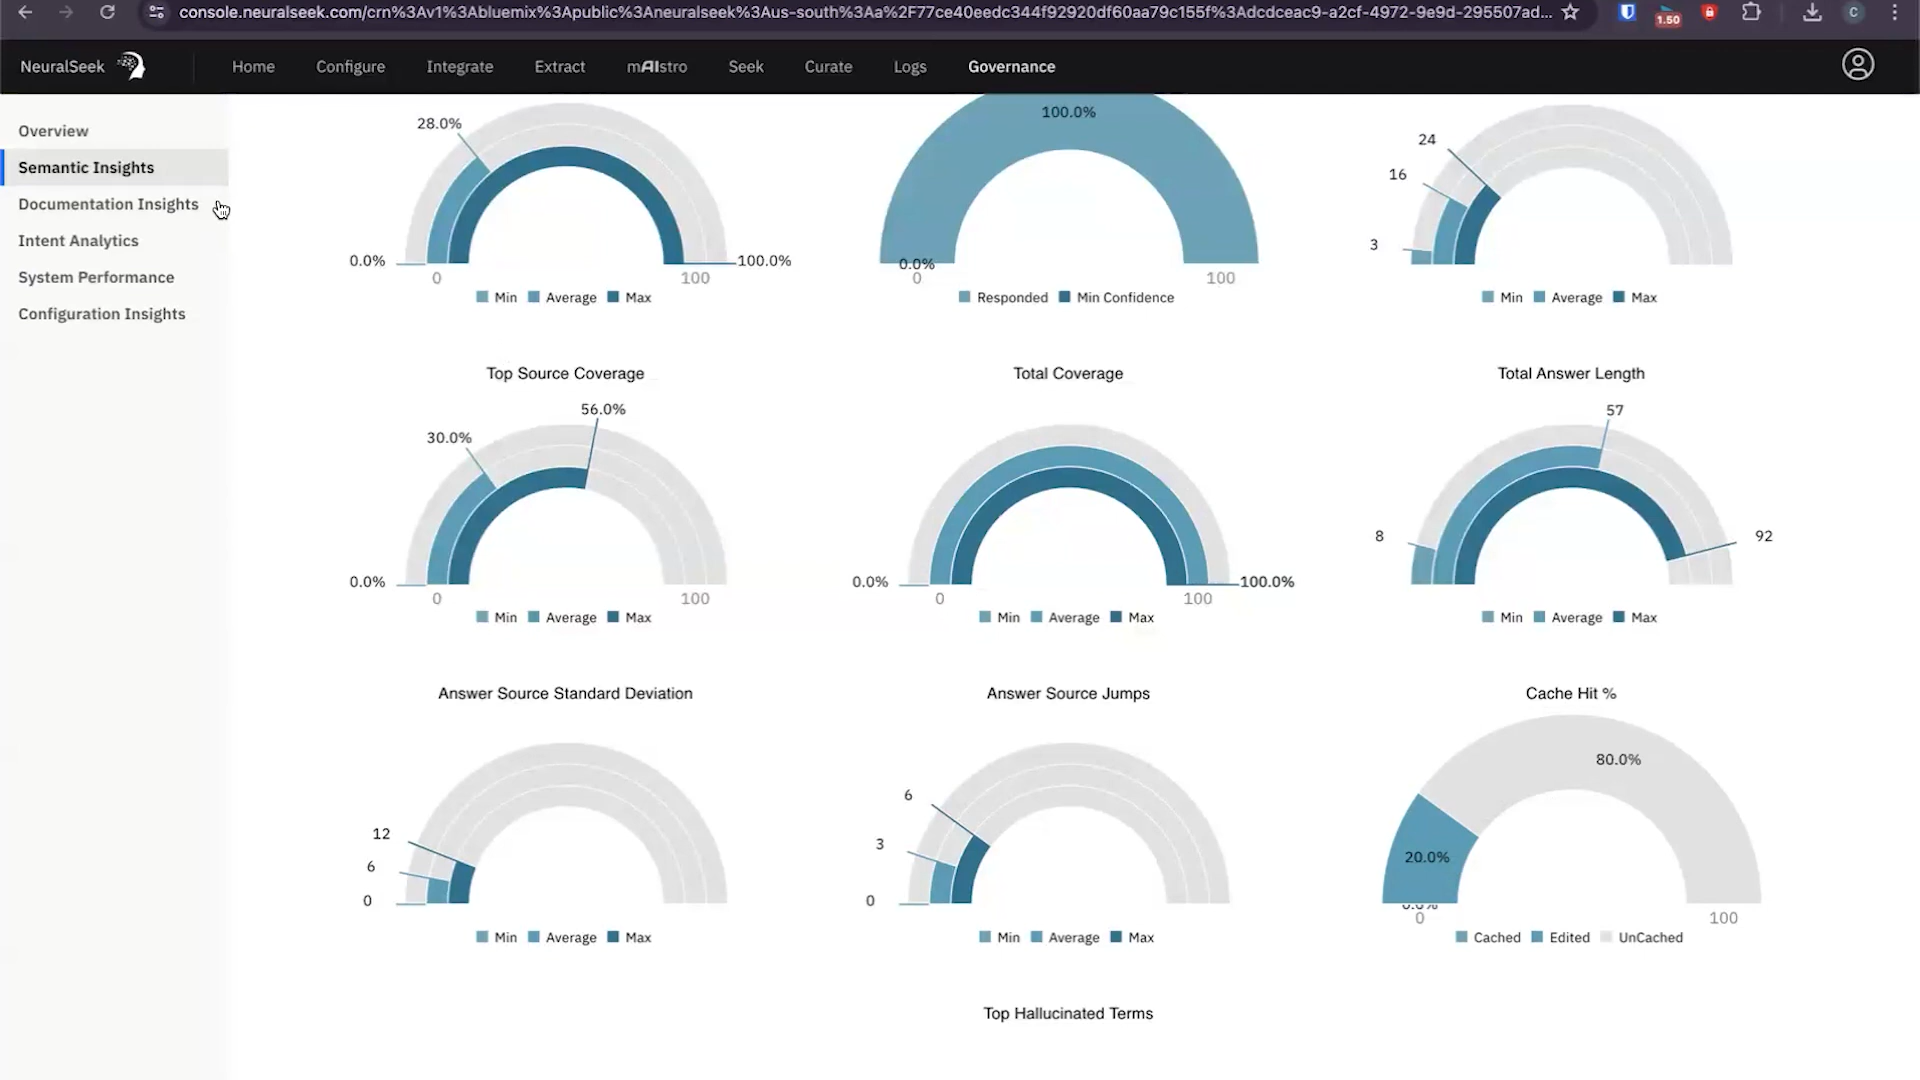 console.neuralseek.com/crn%3Av1%3Abluemix%3Apublic%3Aneuralseek%3Aus-south%3Aa%2F77ce40eedc344f92920df60aa79c155f%3Adcdceac9-a2cf-4972-9e9d-295507ad...
1.50
C
NeuralSeek
Home
Configure
Integrate
Extract
mAIstro
Seek
Curate
Logs
Governance
Overview
Semantic Insights
Documentation Insights
Intent Analytics
System Performance
Configuration Insights
28.0%
0.0%
100.0%
0
100
Min
Average
Max
100.0%
0.0%
0
100
Responded
Min Confidence
24
16
3
Min
Average
Max
Top Source Coverage
56.0%
30.0%
0.0%
0
100
Min
Average
Max
Total Coverage
0.0%
100.0%
0
100
Min
Average
Max
Total Answer Length
57
8
92
Min
Average
Max
Answer Source Standard Deviation
12
6
0
Min
Average
Max
Answer Source Jumps
6
3
0
Min
Average
Max
Cache Hit %
80.0%
20.0%
0.0%
0
100
Cached
Edited
UnCached
Top Hallucinated Terms